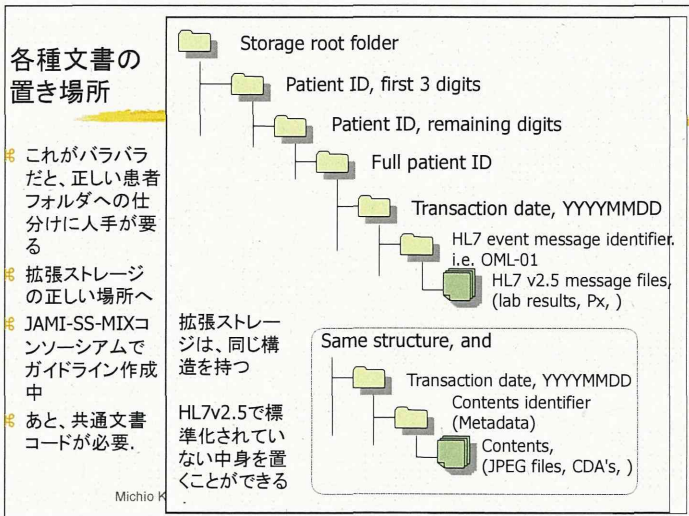 各種文書の
置き場所
⌘ これがバラバラ
だと、正しい患者
フォルダへの仕
分けに人手が要
る
⌘ 拡張ストレージ
の正しい場所へ
⌘ JAMI-SS-MIXコ
ンソーシアムで
ガイドライン作成
中
⌘ あと、共通文書
コードが必要.
Michio K
Storage root folder
Patient ID, first 3 digits
Patient ID, remaining digits
Full patient ID
Transaction date, YYYYMMDD
HL7 event message identifier.
i.e. OML-01
HL7 v2.5 message files,
(lab results, Px, )
拡張ストレー
ジは、同じ構
造を持つ
HL7v2.5で標
準化されてい
ない中身を置
くことができる
Same structure, and
Transaction date, YYYYMMDD
Contents identifier
(Metadata)
Contents,
(JPEG files, CDA's, )